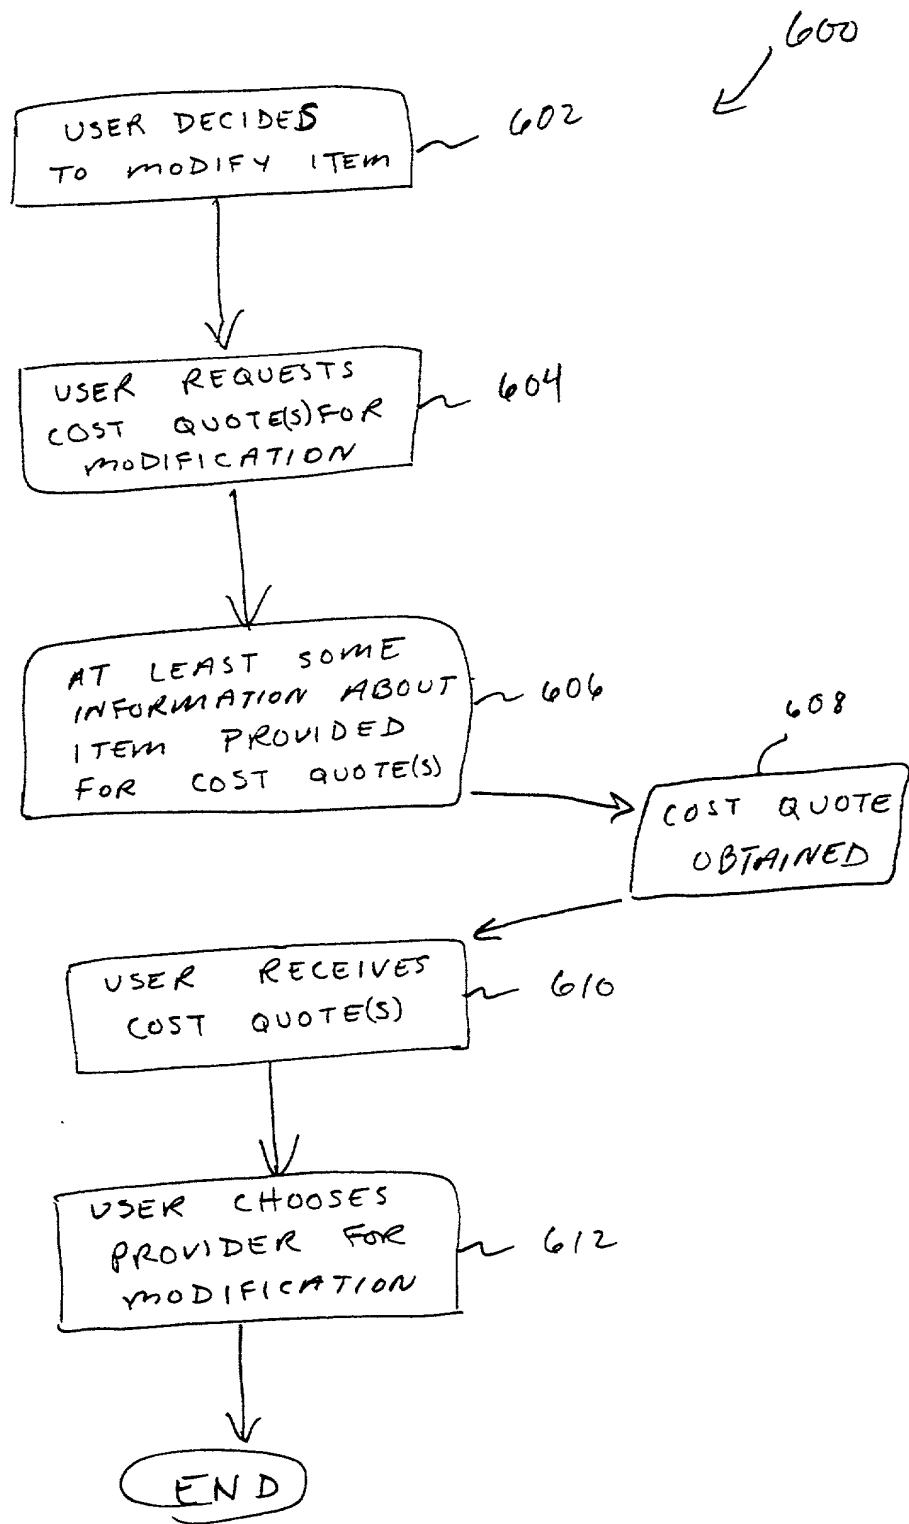 600
USER DECIDES
TO MODIFY ITEM
602
USER REQUESTS
COST QUOTE(S) FOR
MODIFICATION
604
AT LEAST SOME
INFORMATION ABOUT
ITEM PROVIDED
FOR COST QUOTE(S)
606
608
COST QUOTE
OBTAINED
USER RECEIVES
COST QUOTE(S)
610
USER CHOOSES
PROVIDER FOR
MODIFICATION
612
END